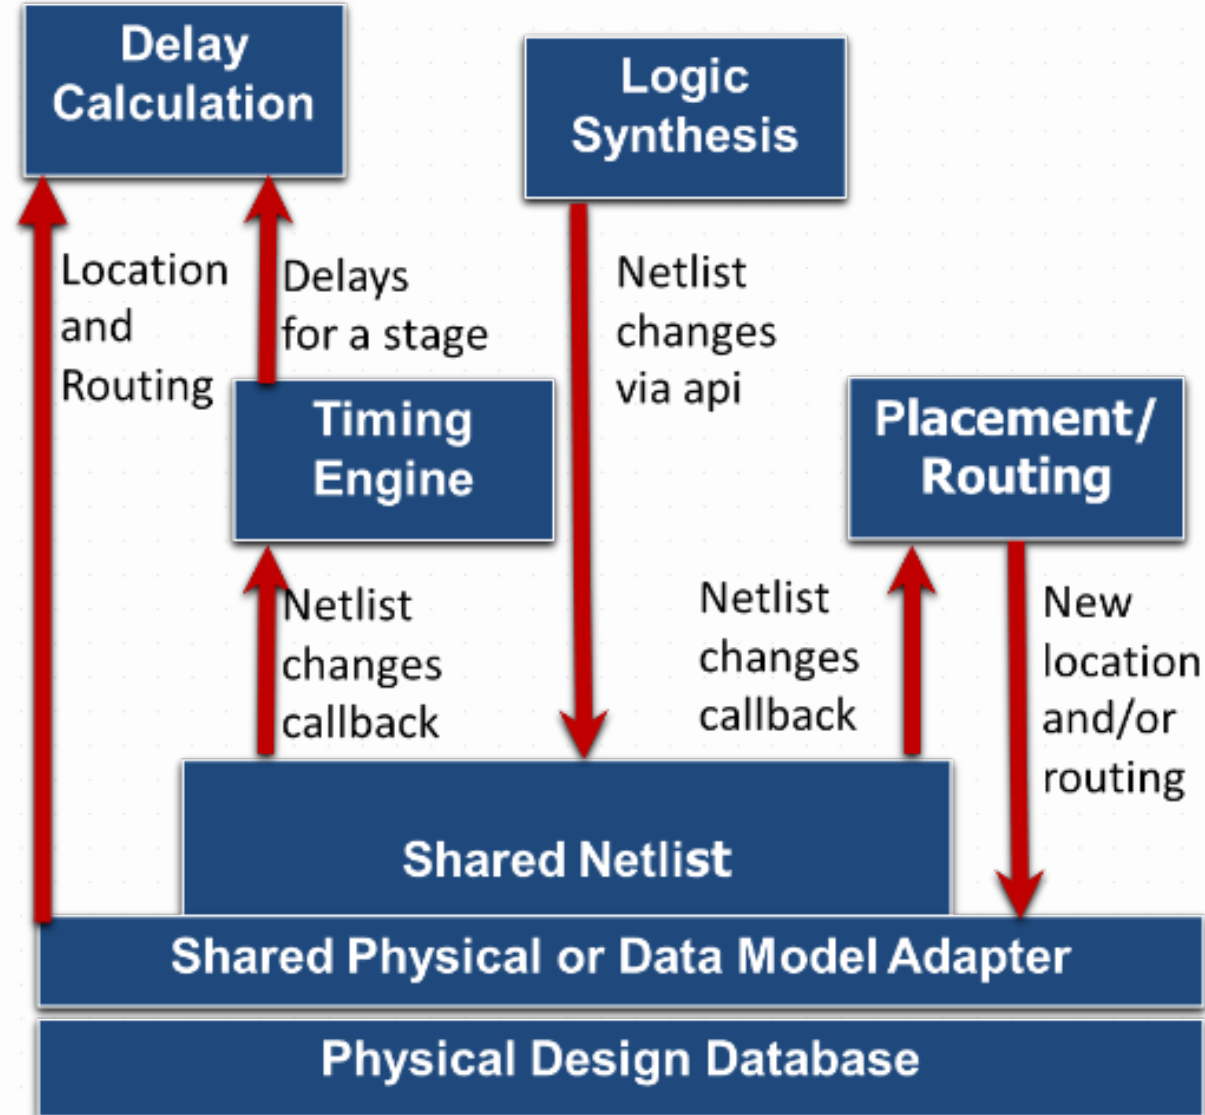 Delay
Calculation
Logic
Synthesis
Location
and
Routing
Delays
for a stage
Netlist
changes
via api
Timing
Engine
Placement/
Routing
Netlist
changes
callback
Netlist
changes
callback
New
location
and/or
routing
Shared Netlist
Shared Physical or Data Model Adapter
Physical Design Database